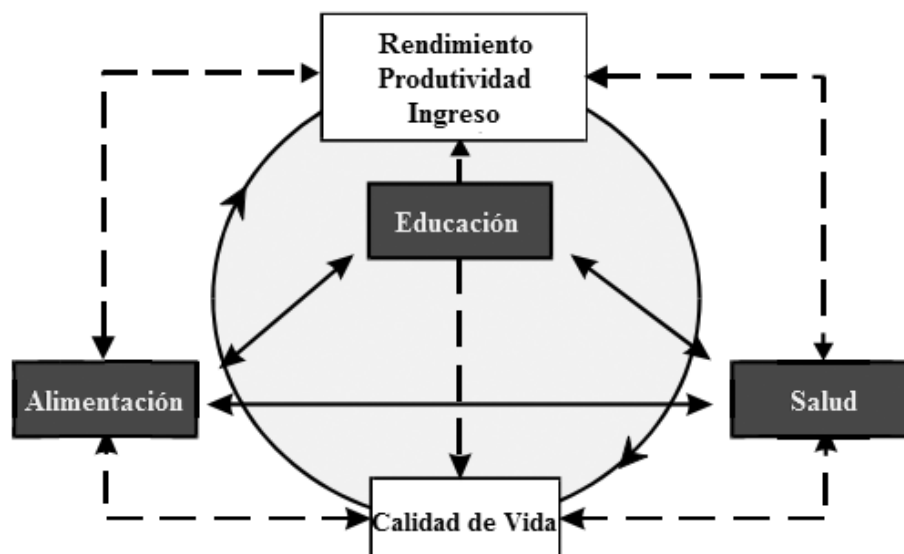 Rendimiento
Produtividad
Ingreso
Educación
Alimentación
Salud
Calidad de Vida